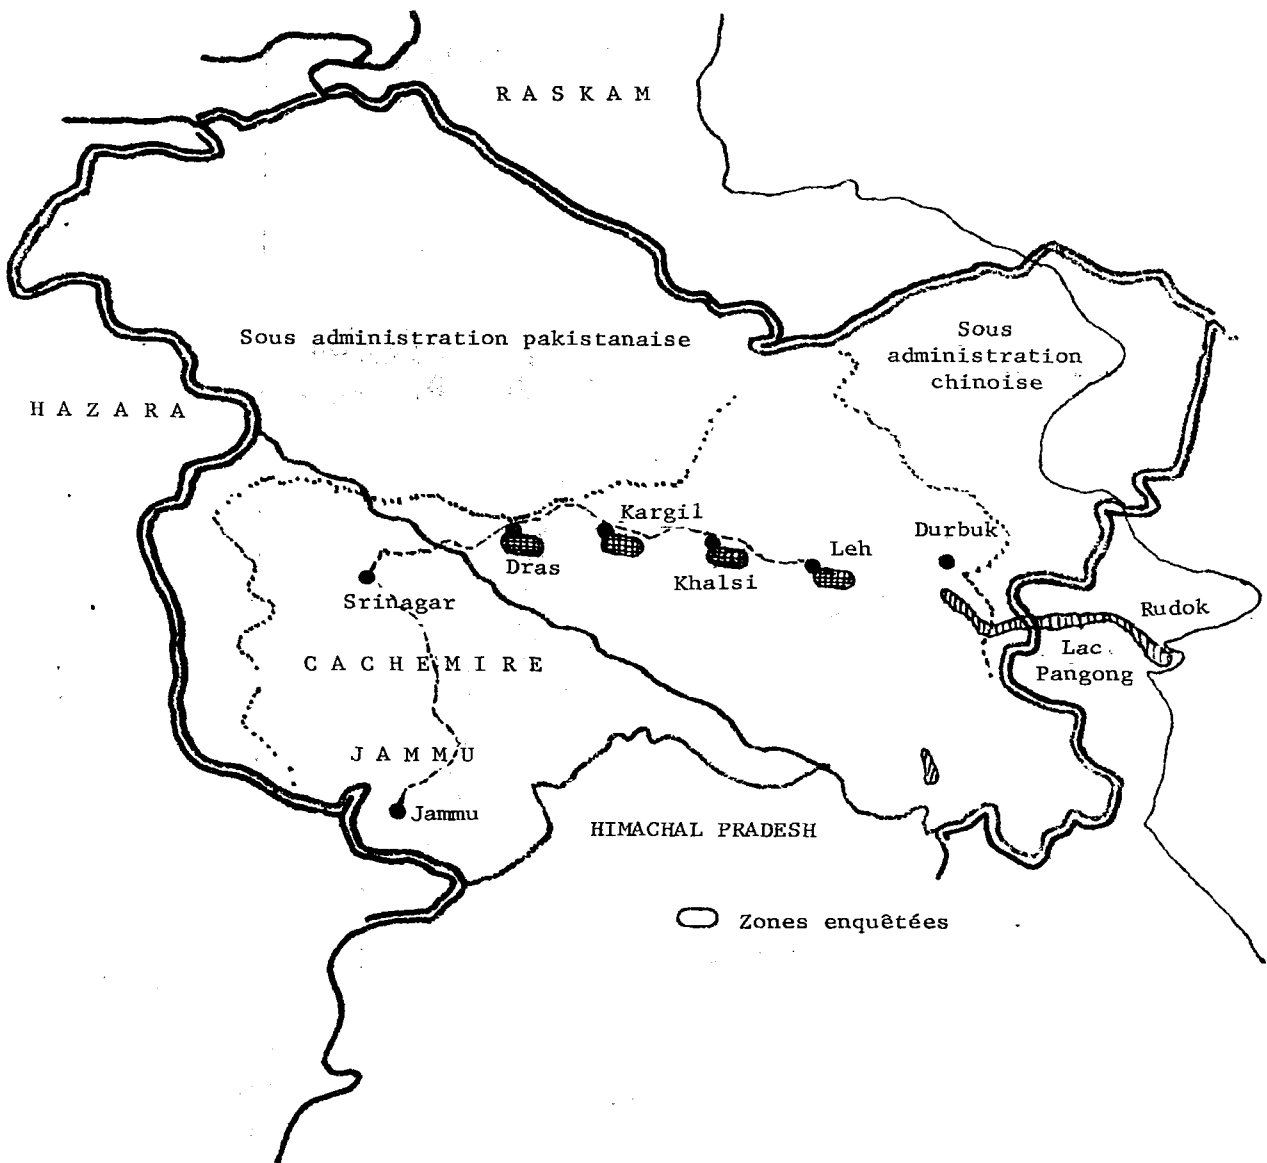 RASKAM
Sous administration pakistanaise
Sous
administration
chinoise
HAZARA
Kargil
Durbuk
Leh
Dras
Khalsi
Srinagar
Rudok
Lac
Pangong
CACHEMIRE
JAMMU
Jammu
HIMACHAL PRADESH
Zones enquêtées